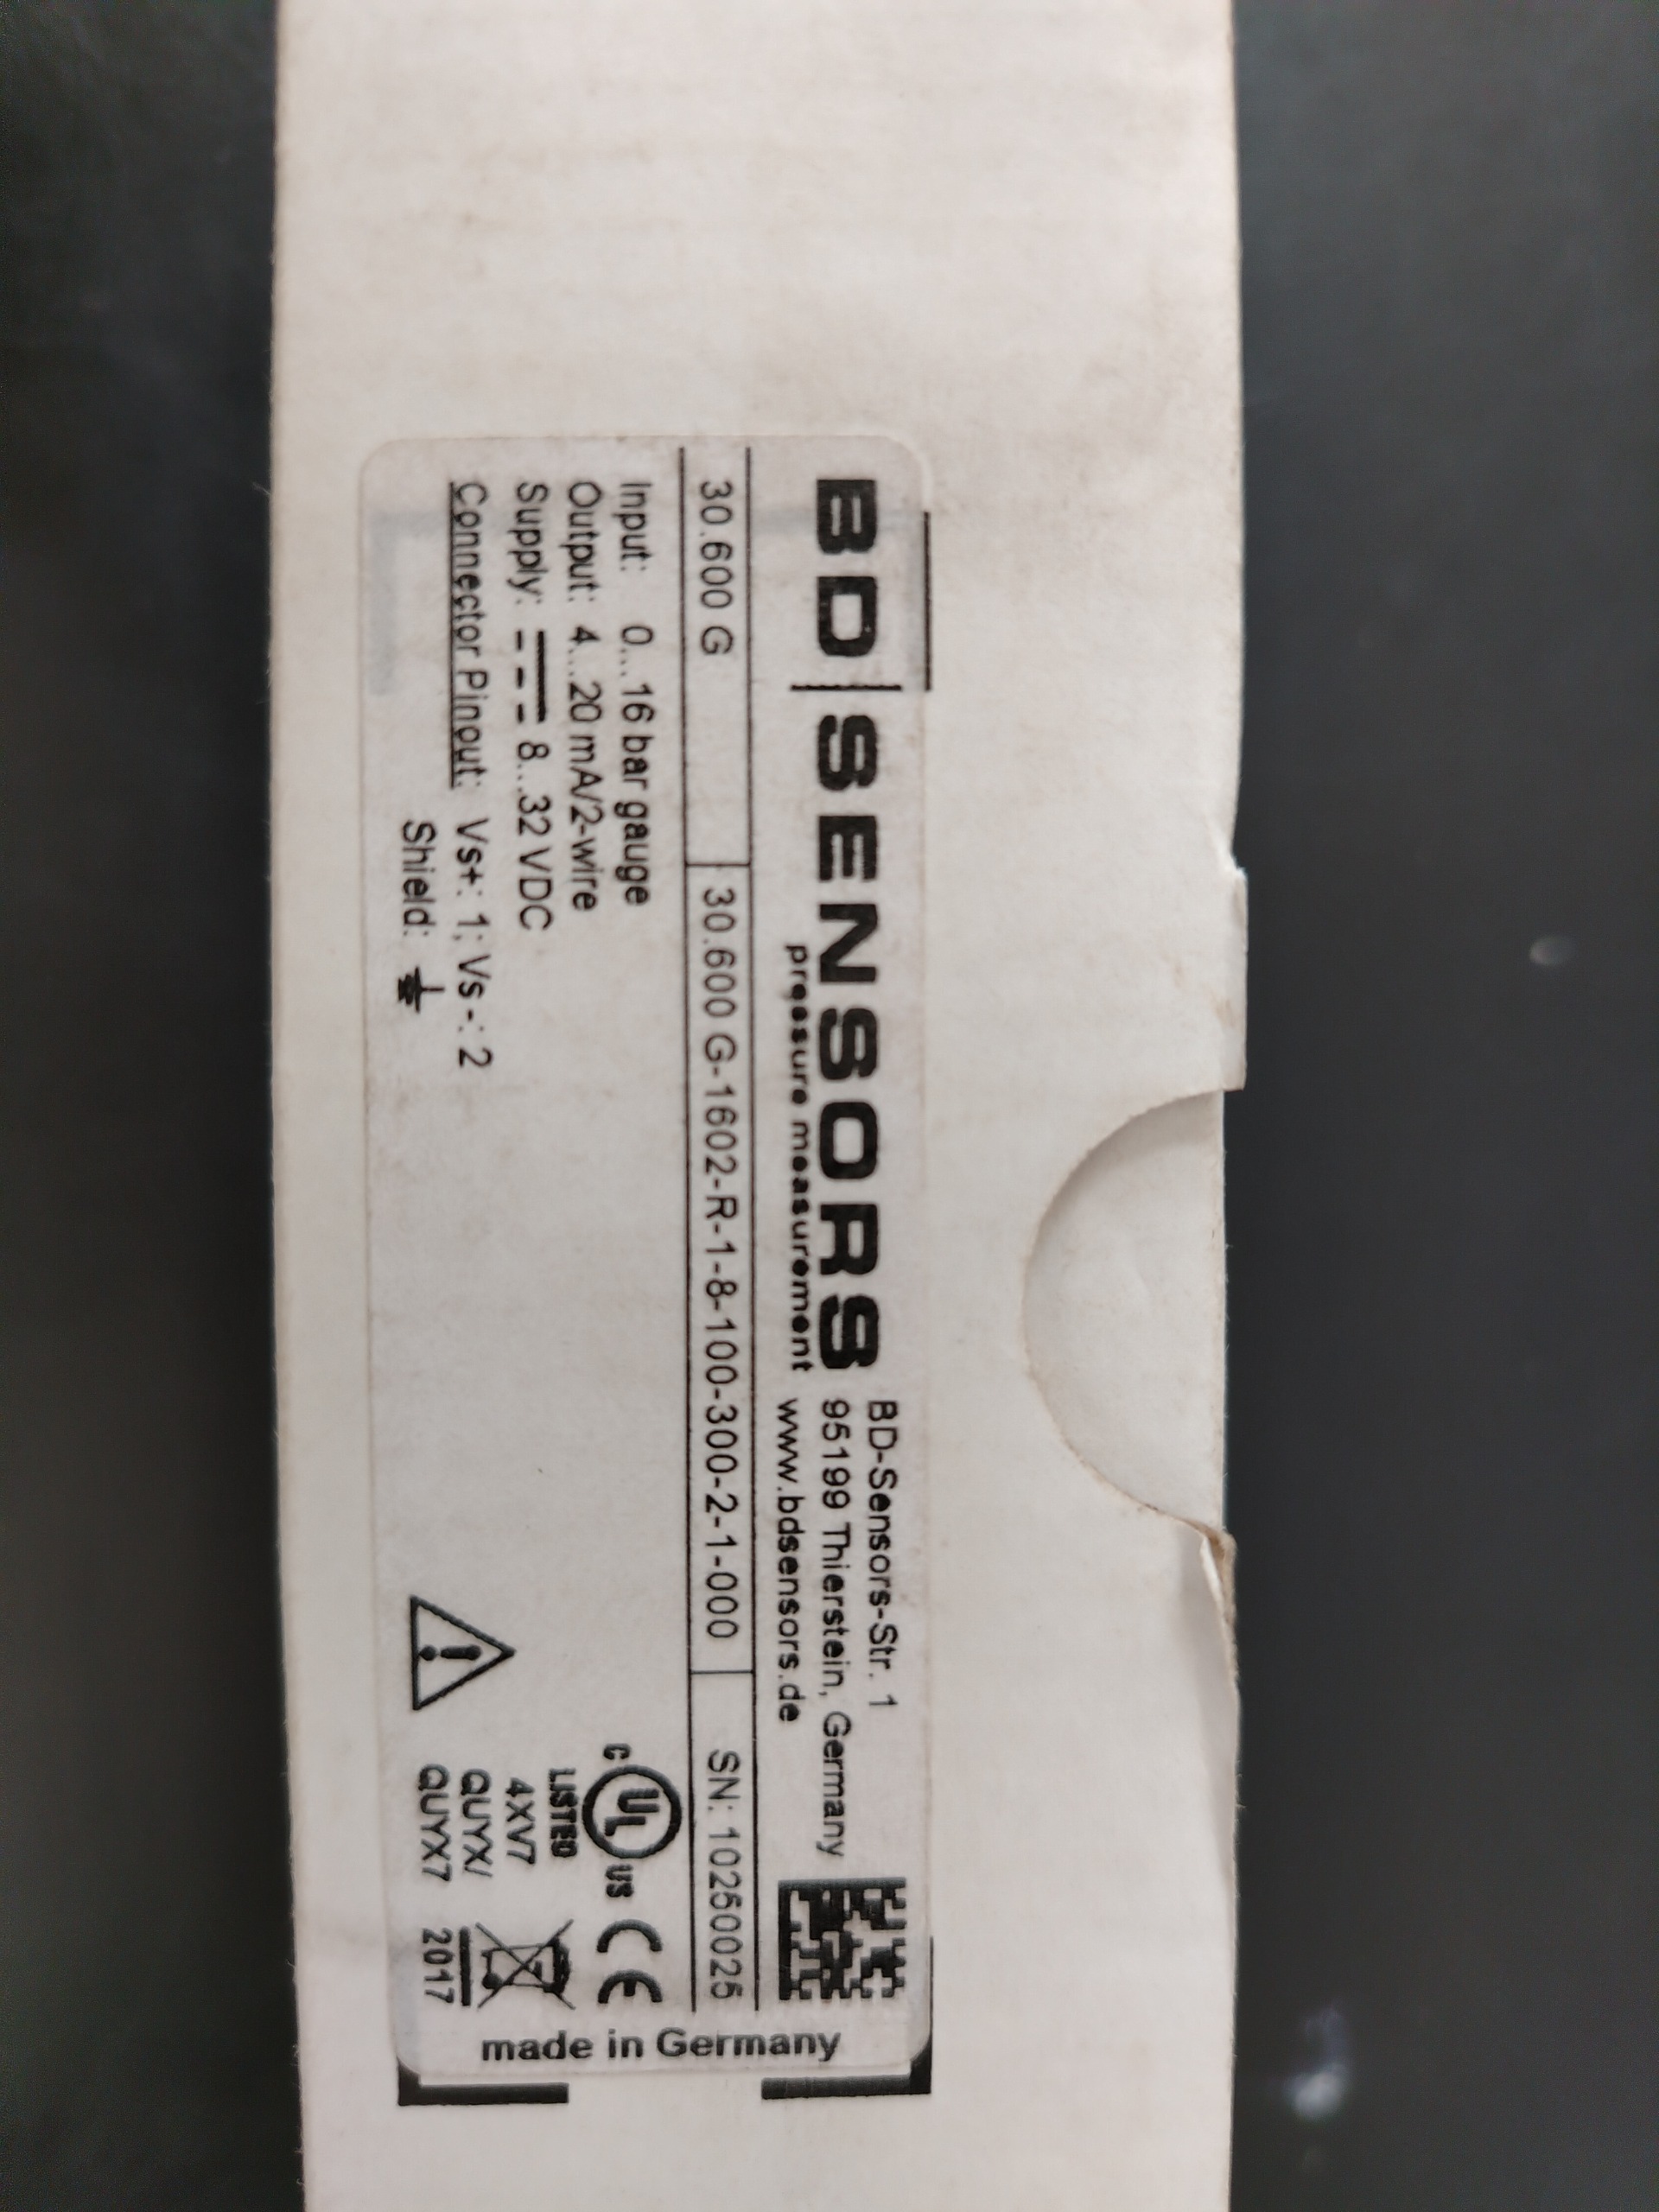 BD|SENSORS
pressure measurement
BD-Sensors-Str. 1
95199 Thierstein, Germany
www.bdsensors.de
30.600 G
30.600 G-1602-R-1-8-100-300-2-1-000
SN: 10250025
Input: 0...16 bar gauge
Output: 4...20 mA/2-wire
Supply: 8...32 VDC
Connector Pinout: Vs+: 1; Vs -: 2
Shield:
C UL US
LISTED
4XV7
QUYX/
QUYX7
CE
2017
made in Germany